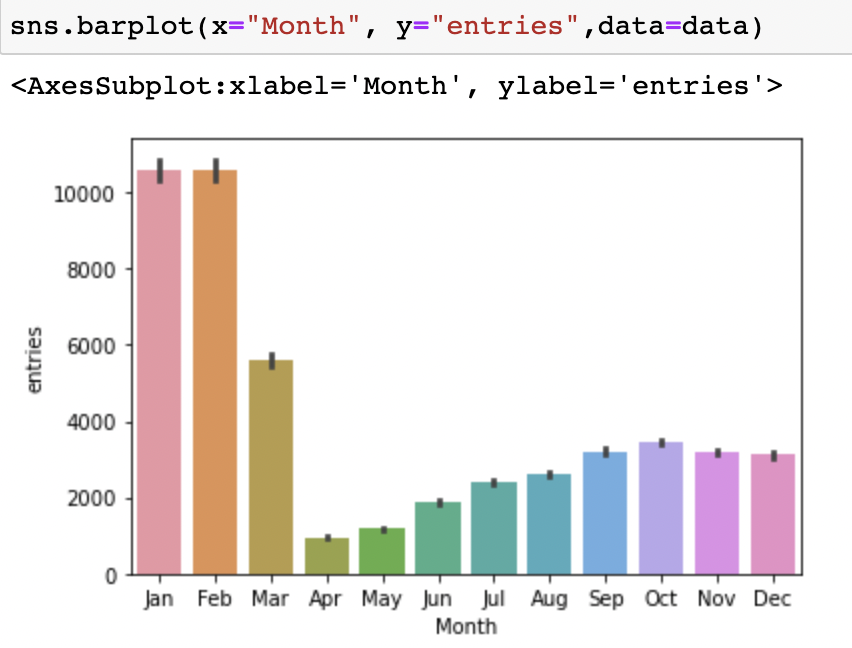 sns.barplot(x="Month", y="entries",data=data)
<AxesSubplot:xlabel='Month', ylabel='entries'>
10000
8000
6000
4000
2000
0
entries
Jan Feb Mar Apr May Jun Jul Aug Sep Oct Nov Dec
Month